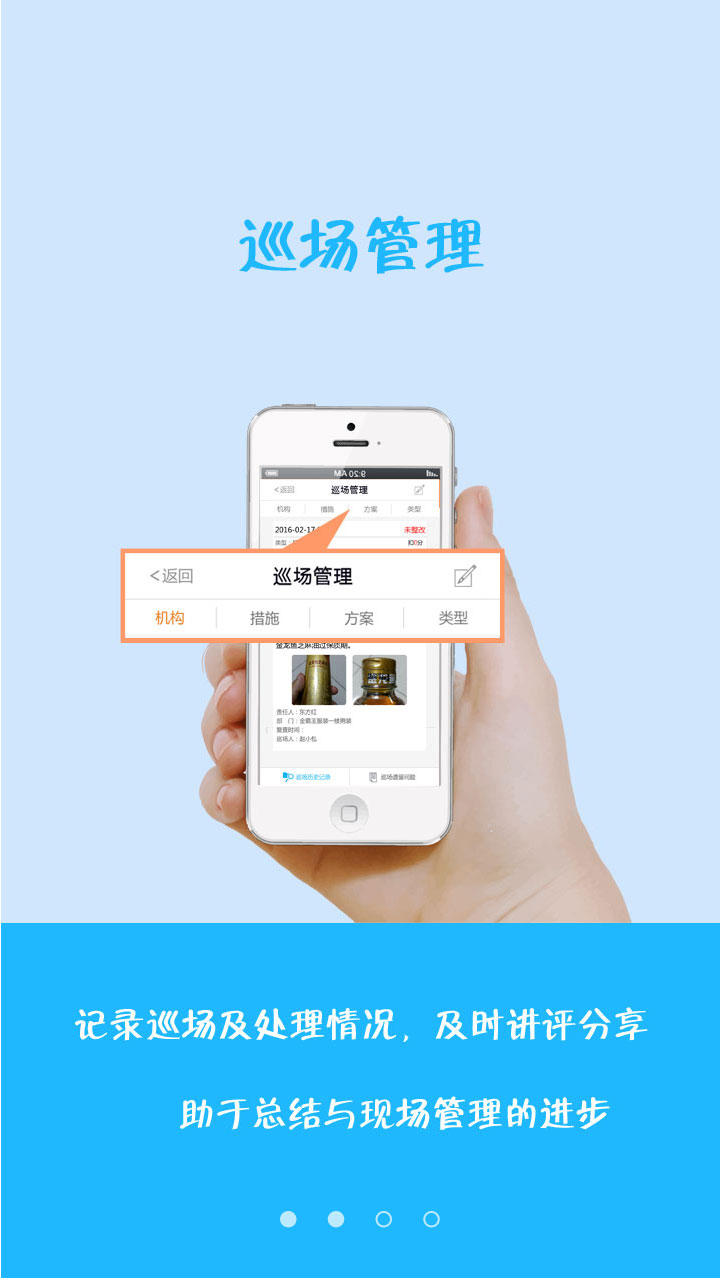 巡场管理
9:20 AM
<返回 巡场管理
机构 措施 方案 类型
2016-02-17 未整改
类型: 扣0分
<返回 巡场管理
机构 措施 方案 类型
金龙鱼芝麻油过保质期。
责任人：东方红
部 门：金霸王服装一楼男装
复查时间：
巡场人：赵小包
巡场历史记录 巡场遗留问题
记录巡场及处理情况，及时讲评分享
助于总结与现场管理的进步